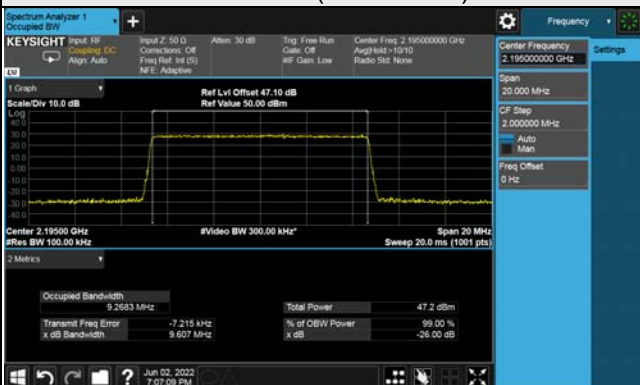 Spectrum Analyzer 1
Occupied BW
Frequency
KEYSIGHT
Input: RF
Coupling: DC
Align: Auto
Input Z: 50 Ω
Corrections: Off
Freq Ref: Int (S)
NFE: Adaptive
Atten: 30 dB
Trig: Free Run
Gate: Off
#IF Gain: Low
Center Freq: 2.195000000 GHz
Avg|Hold:>10/10
Radio Std: None
Center Frequency
2.195000000 GHz
Settings
Span
20.000 MHz
CF Step
2.000000 MHz
Auto
Man
Freq Offset
0 Hz
1 Graph
Scale/Div 10.0 dB
Ref Lvl Offset 47.10 dB
Ref Value 50.00 dBm
Log
40.0
30.0
20.0
10.0
0.00
-10.0
-20.0
-30.0
-40.0
Center 2.19500 GHz
#Res BW 100.00 kHz
#Video BW 300.00 kHz*
Span 20 MHz
Sweep 20.0 ms (1001 pts)
2 Metrics
Occupied Bandwidth
9.2683 MHz
Total Power
47.2 dBm
Transmit Freq Error
-7.215 kHz
% of OBW Power
99.00 %
x dB Bandwidth
9.607 MHz
x dB
-26.00 dB
?
Jun 02, 2022
7:07:09 PM